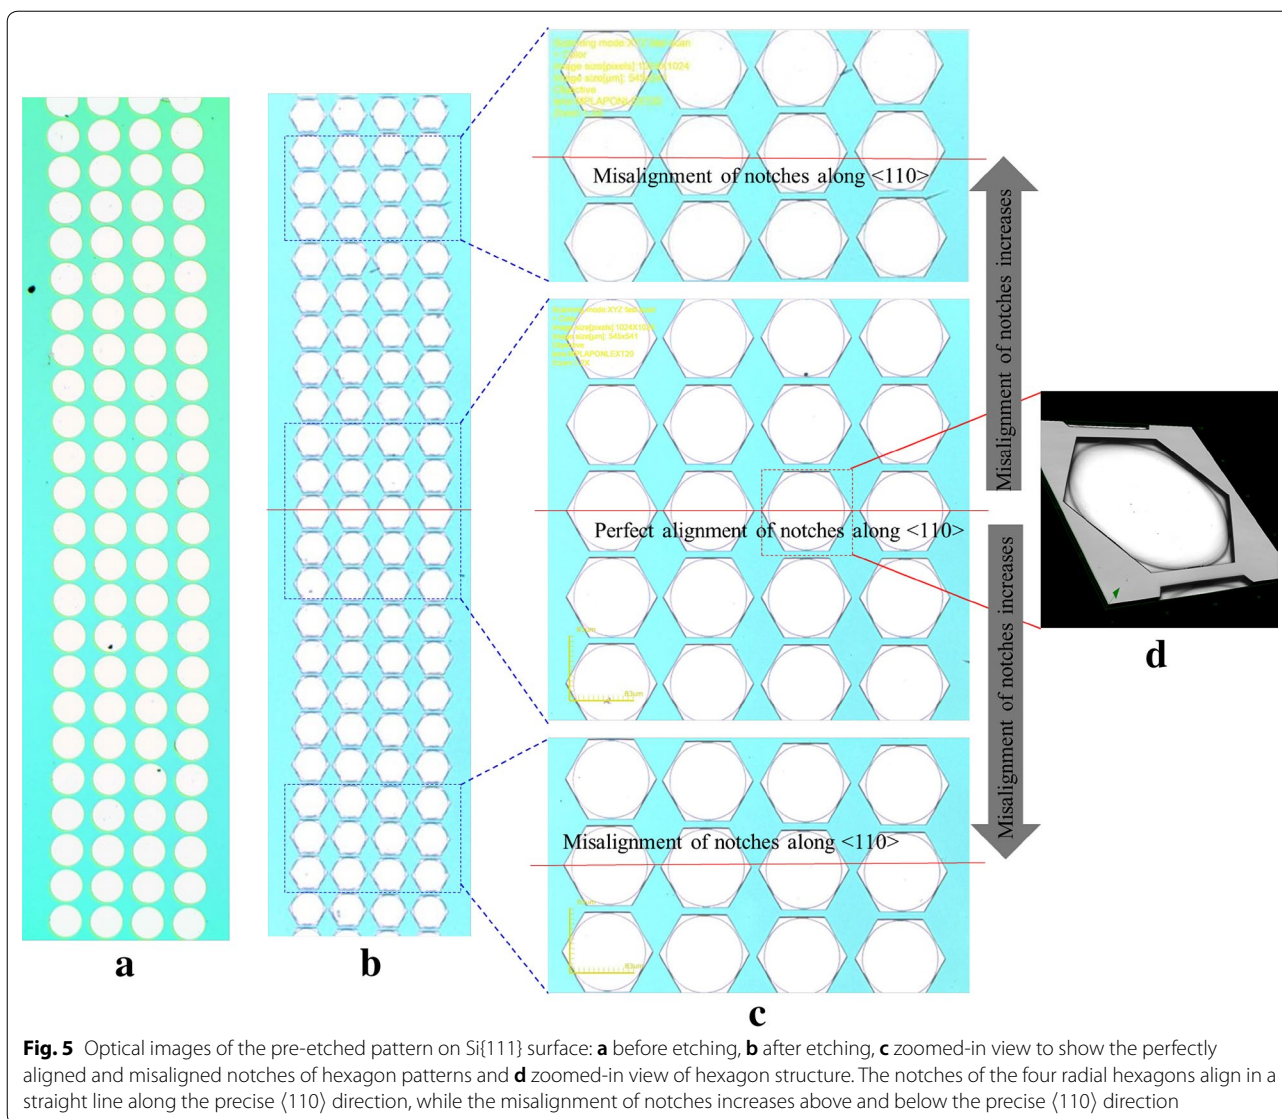 Misalignment of notches along <110>
Misalignment of notches increases
Perfect alignment of notches along <110>
Misalignment of notches increases
Misalignment of notches along <110>
a
b
c
d
Fig. 5 Optical images of the pre-etched pattern on Si{111} surface: a before etching, b after etching, c zoomed-in view to show the perfectly
aligned and misaligned notches of hexagon patterns and d zoomed-in view of hexagon structure. The notches of the four radial hexagons align in a
straight line along the precise ⟨110⟩ direction, while the misalignment of notches increases above and below the precise ⟨110⟩ direction